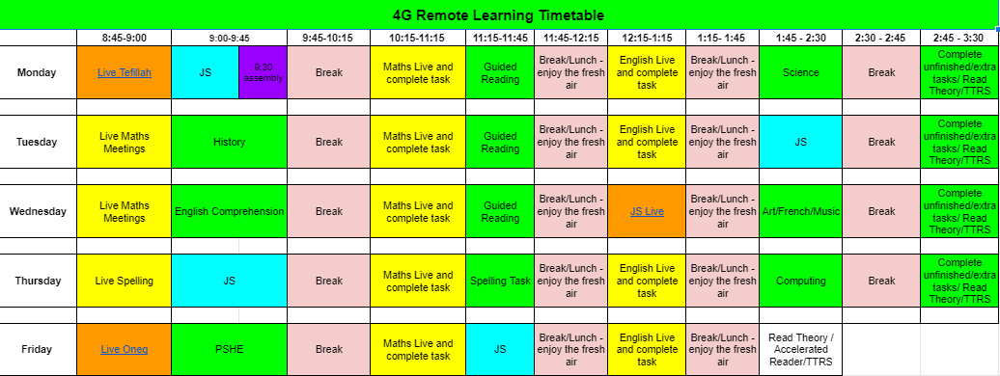 4G Remote Learning Timetable
8:45-9:00 9:00-9:45 9:45-10:15 10:15-11:15 11:15-11:45 11:45-12:15 12:15-1:15 1:15- 1:45 1:45 - 2:30 2:30 - 2:45 2:45 - 3:30
Monday
Live Tefillah
JS
9:30
assembly
Break
Maths Live and
complete task
Guided
Reading
Break/Lunch -
enjoy the fresh
air
English Live
and complete
task
Break/Lunch -
enjoy the fresh
air
Science
Break
Complete
unfinished/extra
tasks/ Read
Theory/TTRS
Tuesday
Live Maths
Meetings
History
Break
Maths Live and
complete task
Guided
Reading
Break/Lunch -
enjoy the fresh
air
English Live
and complete
task
Break/Lunch -
enjoy the fresh
air
JS
Break
Complete
unfinished/extra
tasks/ Read
Theory/TTRS
Wednesday
Live Maths
Meetings
English Comprehension
Break
Maths Live and
complete task
Guided
Reading
Break/Lunch -
enjoy the fresh
air
JS Live
Break/Lunch -
enjoy the fresh
air
Art/French/Music
Break
Complete
unfinished/extra
tasks/ Read
Theory/TTRS
Thursday
Live Spelling
JS
Break
Maths Live and
complete task
Spelling Task
Break/Lunch -
enjoy the fresh
air
English Live
and complete
task
Break/Lunch -
enjoy the fresh
air
Computing
Break
Complete
unfinished/extra
tasks/ Read
Theory/TTRS
Friday
Live Oneg
PSHE
Break
Maths Live and
complete task
JS
Break/Lunch -
enjoy the fresh
air
English Live
and complete
task
Break/Lunch -
enjoy the fresh
air
Read Theory /
Accelerated
Reader/TTRS